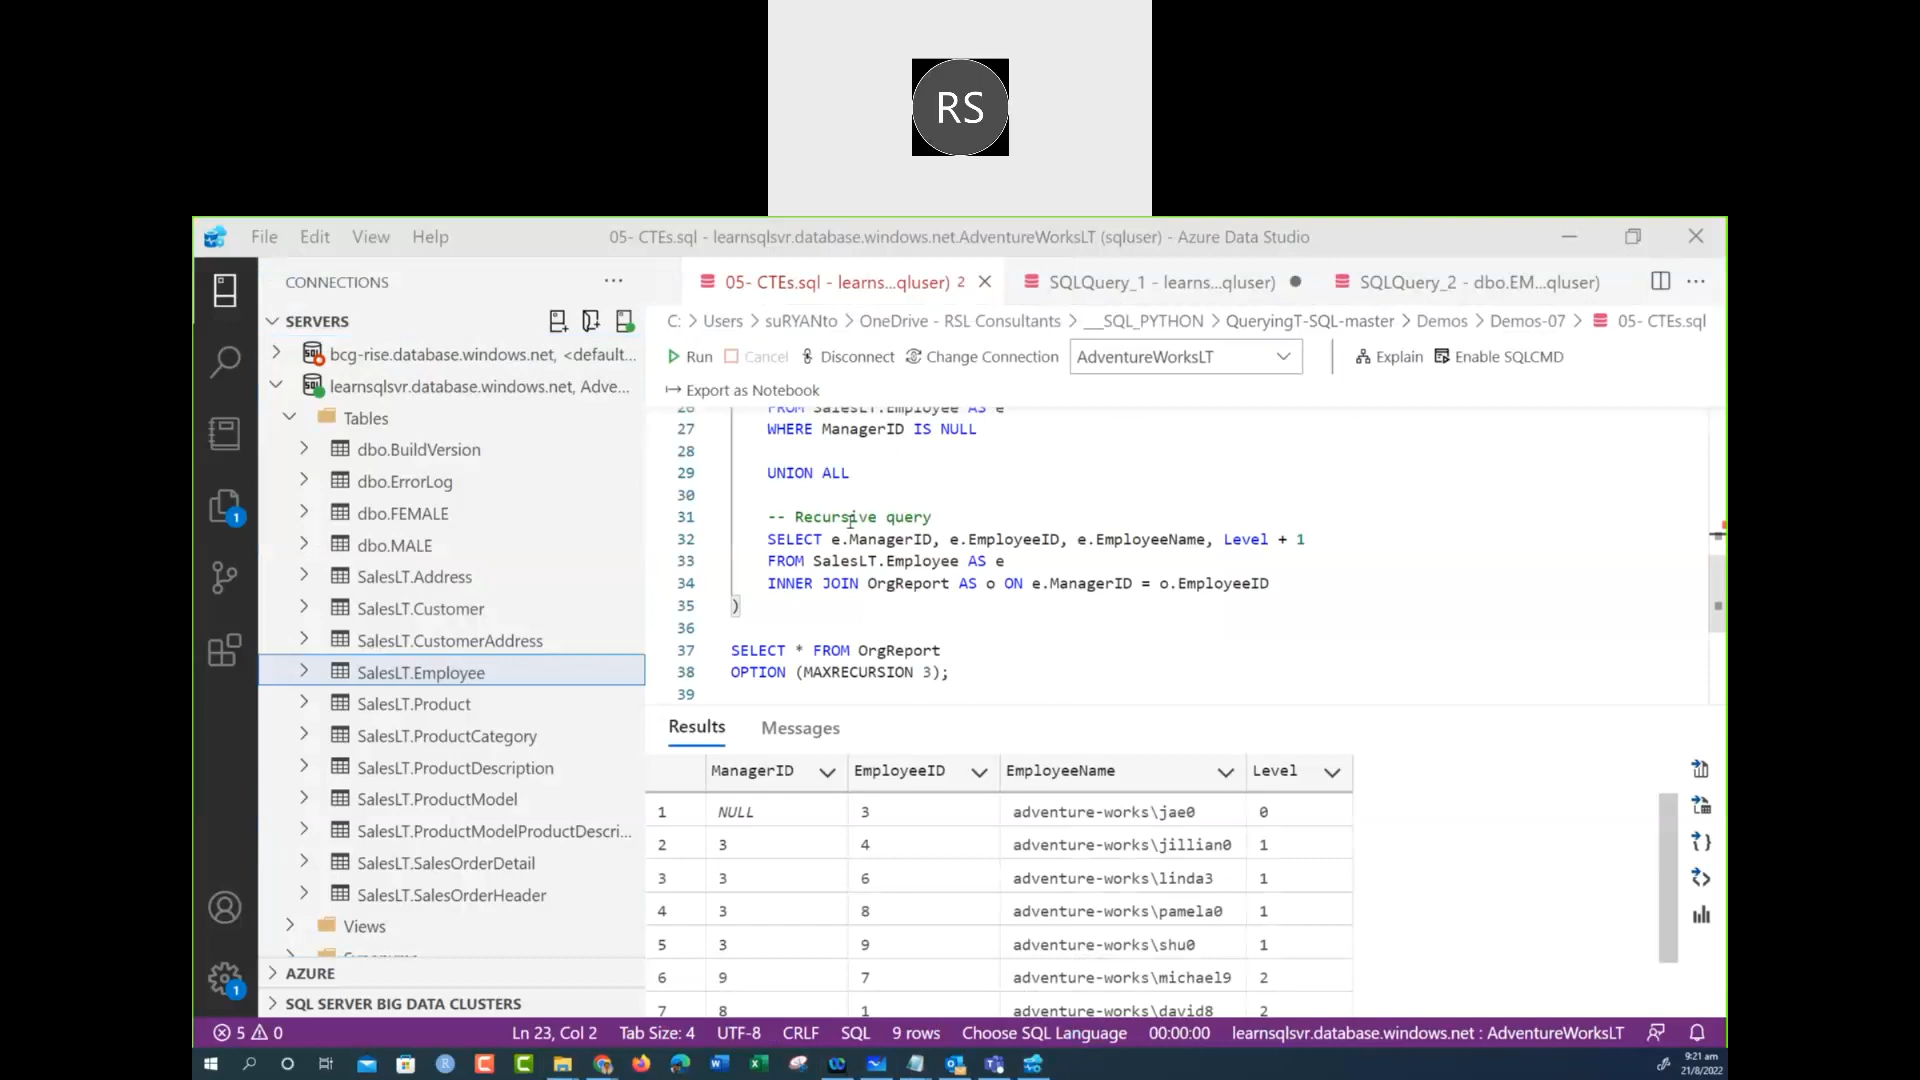 RS
File Edit View Help
05- CTEs.sql - learnsqlsvr.database.windows.net.AdventureWorksLT (sqluser) - Azure Data Studio
CONNECTIONS
05- CTEs.sql - learns...qluser) 2
SQLQuery_1 - learns...qluser)
SQLQuery_2 - dbo.EM...qluser)
SERVERS
C: > Users > suRYANto > OneDrive - RSL Consultants > __SQL_PYTHON > QueryingT-SQL-master > Demos > Demos-07 > 05- CTEs.sql
bcg-rise.database.windows.net, <default...
Run Cancel Disconnect Change Connection AdventureWorksLT Explain Enable SQLCMD
learnsqlsvr.database.windows.net, Adve...
Export as Notebook
Tables
dbo.BuildVersion
dbo.ErrorLog
dbo.FEMALE
dbo.MALE
SalesLT.Address
SalesLT.Customer
SalesLT.CustomerAddress
SalesLT.Employee
SalesLT.Product
SalesLT.ProductCategory
SalesLT.ProductDescription
SalesLT.ProductModel
SalesLT.ProductModelProductDescri...
SalesLT.SalesOrderDetail
SalesLT.SalesOrderHeader
Views
AZURE
SQL SERVER BIG DATA CLUSTERS
1
1
26 FROM SalesLT.Employee AS e
27 WHERE ManagerID IS NULL
28
29 UNION ALL
30
31 -- Recursive query
32 SELECT e.ManagerID, e.EmployeeID, e.EmployeeName, Level + 1
33 FROM SalesLT.Employee AS e
34 INNER JOIN OrgReport AS o ON e.ManagerID = o.EmployeeID
35 )
36
37 SELECT * FROM OrgReport
38 OPTION (MAXRECURSION 3);
39
Results Messages
ManagerID EmployeeID EmployeeName Level
1 NULL 3 adventure-works\jae0 0
2 3 4 adventure-works\jillian0 1
3 3 6 adventure-works\linda3 1
4 3 8 adventure-works\pamela0 1
5 3 9 adventure-works\shu0 1
6 9 7 adventure-works\michael9 2
7 8 1 adventure-works\david8 2
5 0 Ln 23, Col 2 Tab Size: 4 UTF-8 CRLF SQL 9 rows Choose SQL Language 00:00:00 learnsqlsvr.database.windows.net : AdventureWorksLT
9:21 am
21/8/2022